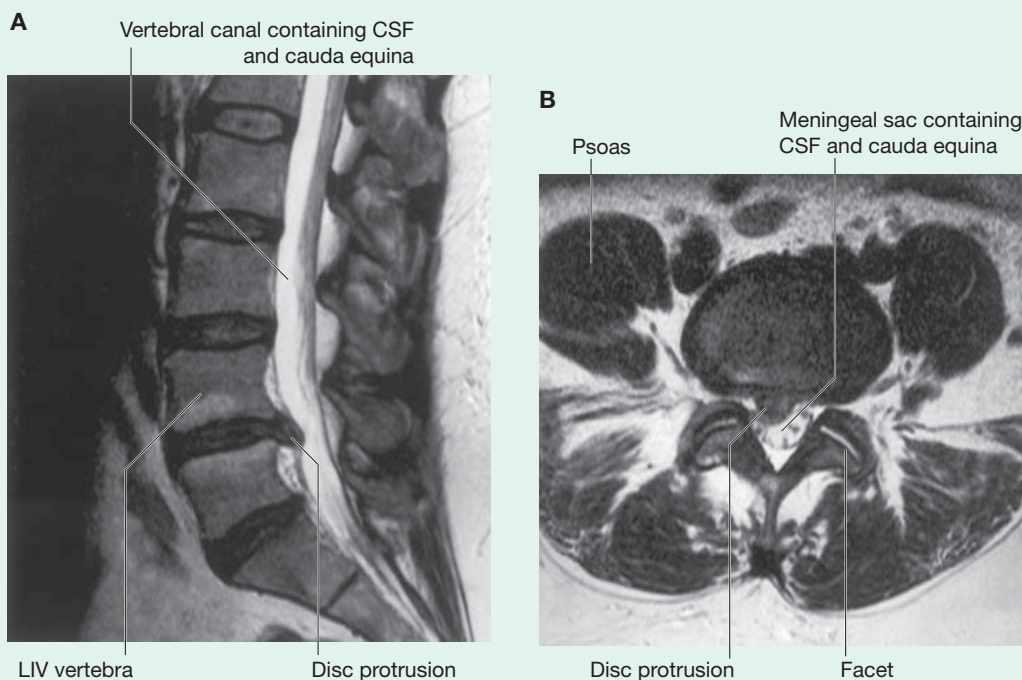 A
Vertebral canal containing CSF
and cauda equina
LIV vertebra
Disc protrusion
B
Psoas
Meningeal sac containing
CSF and cauda equina
Disc protrusion
Facet